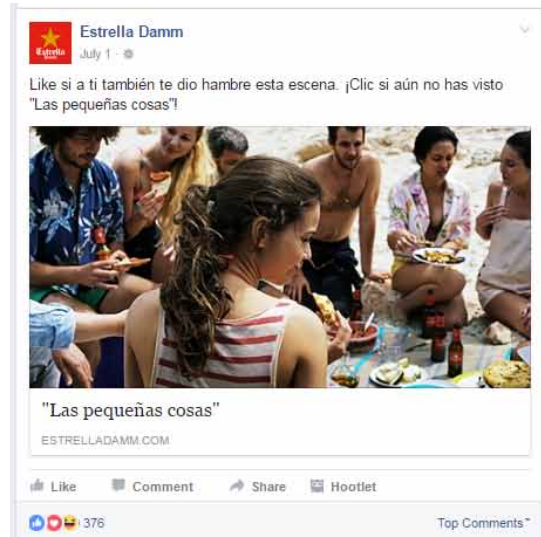 Estrella Damm
July 1
Like si a ti también te dio hambre esta escena. ¡Clic si aún no has visto
"Las pequeñas cosas"!
"Las pequeñas cosas"
ESTRELLADAMM.COM
Like Comment Share Hootlet
376 Top Comments